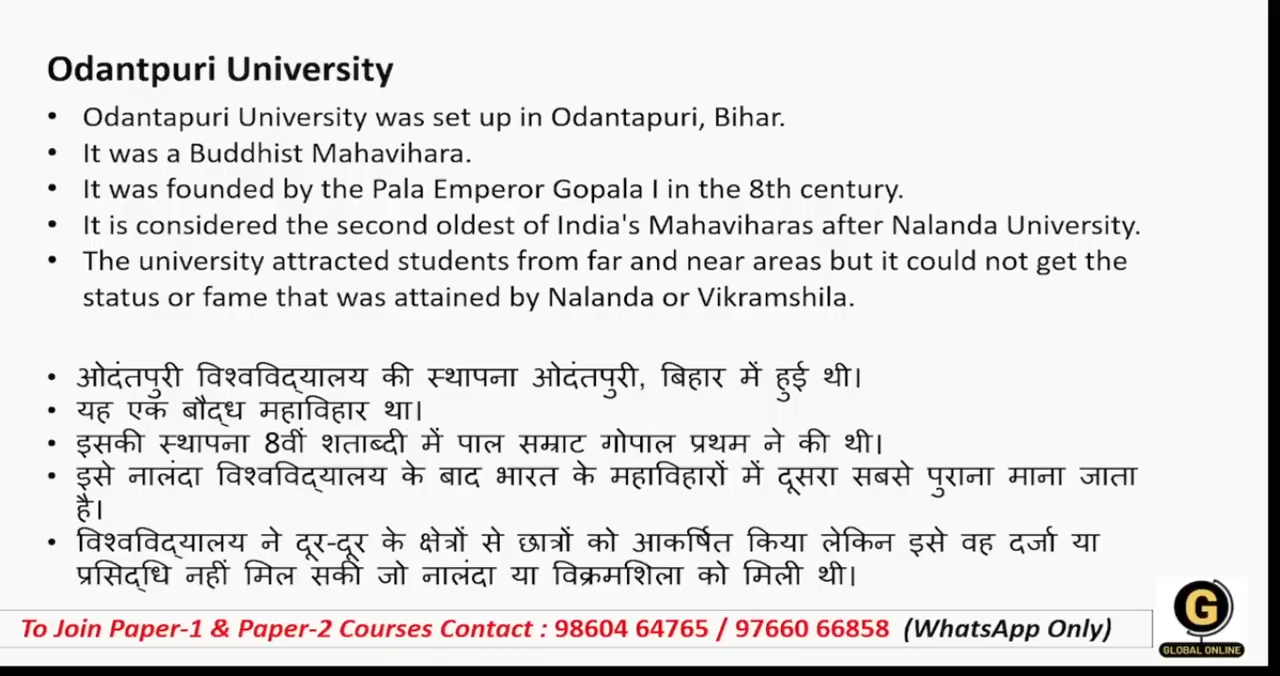 Odantpuri University
• Odantapuri University was set up in Odantapuri, Bihar.
• It was a Buddhist Mahavihara.
• It was founded by the Pala Emperor Gopala I in the 8th century.
• It is considered the second oldest of India's Mahaviharas after Nalanda University.
• The university attracted students from far and near areas but it could not get the
status or fame that was attained by Nalanda or Vikramshila.
• ओदंतपुरी विश्वविद्यालय की स्थापना ओदंतपुरी, बिहार में हुई थी।
• यह एक बौद्ध महाविहार था।
• इसकी स्थापना 8वीं शताब्दी में पाल सम्राट गोपाल प्रथम ने की थी।
• इसे नालंदा विश्वविद्यालय के बाद भारत के महाविहारों में दूसरा सबसे पुराना माना जाता
है।
• विश्वविद्यालय ने दूर-दूर के क्षेत्रों से छात्रों को आकर्षित किया लेकिन इसे वह दर्जा या
प्रसिद्धि नहीं मिल सकी जो नालंदा या विक्रमशिला को मिली थी।
To Join Paper-1 & Paper-2 Courses Contact : 98604 64765 / 97660 66858 (WhatsApp Only)
G
GLOBAL ONLINE